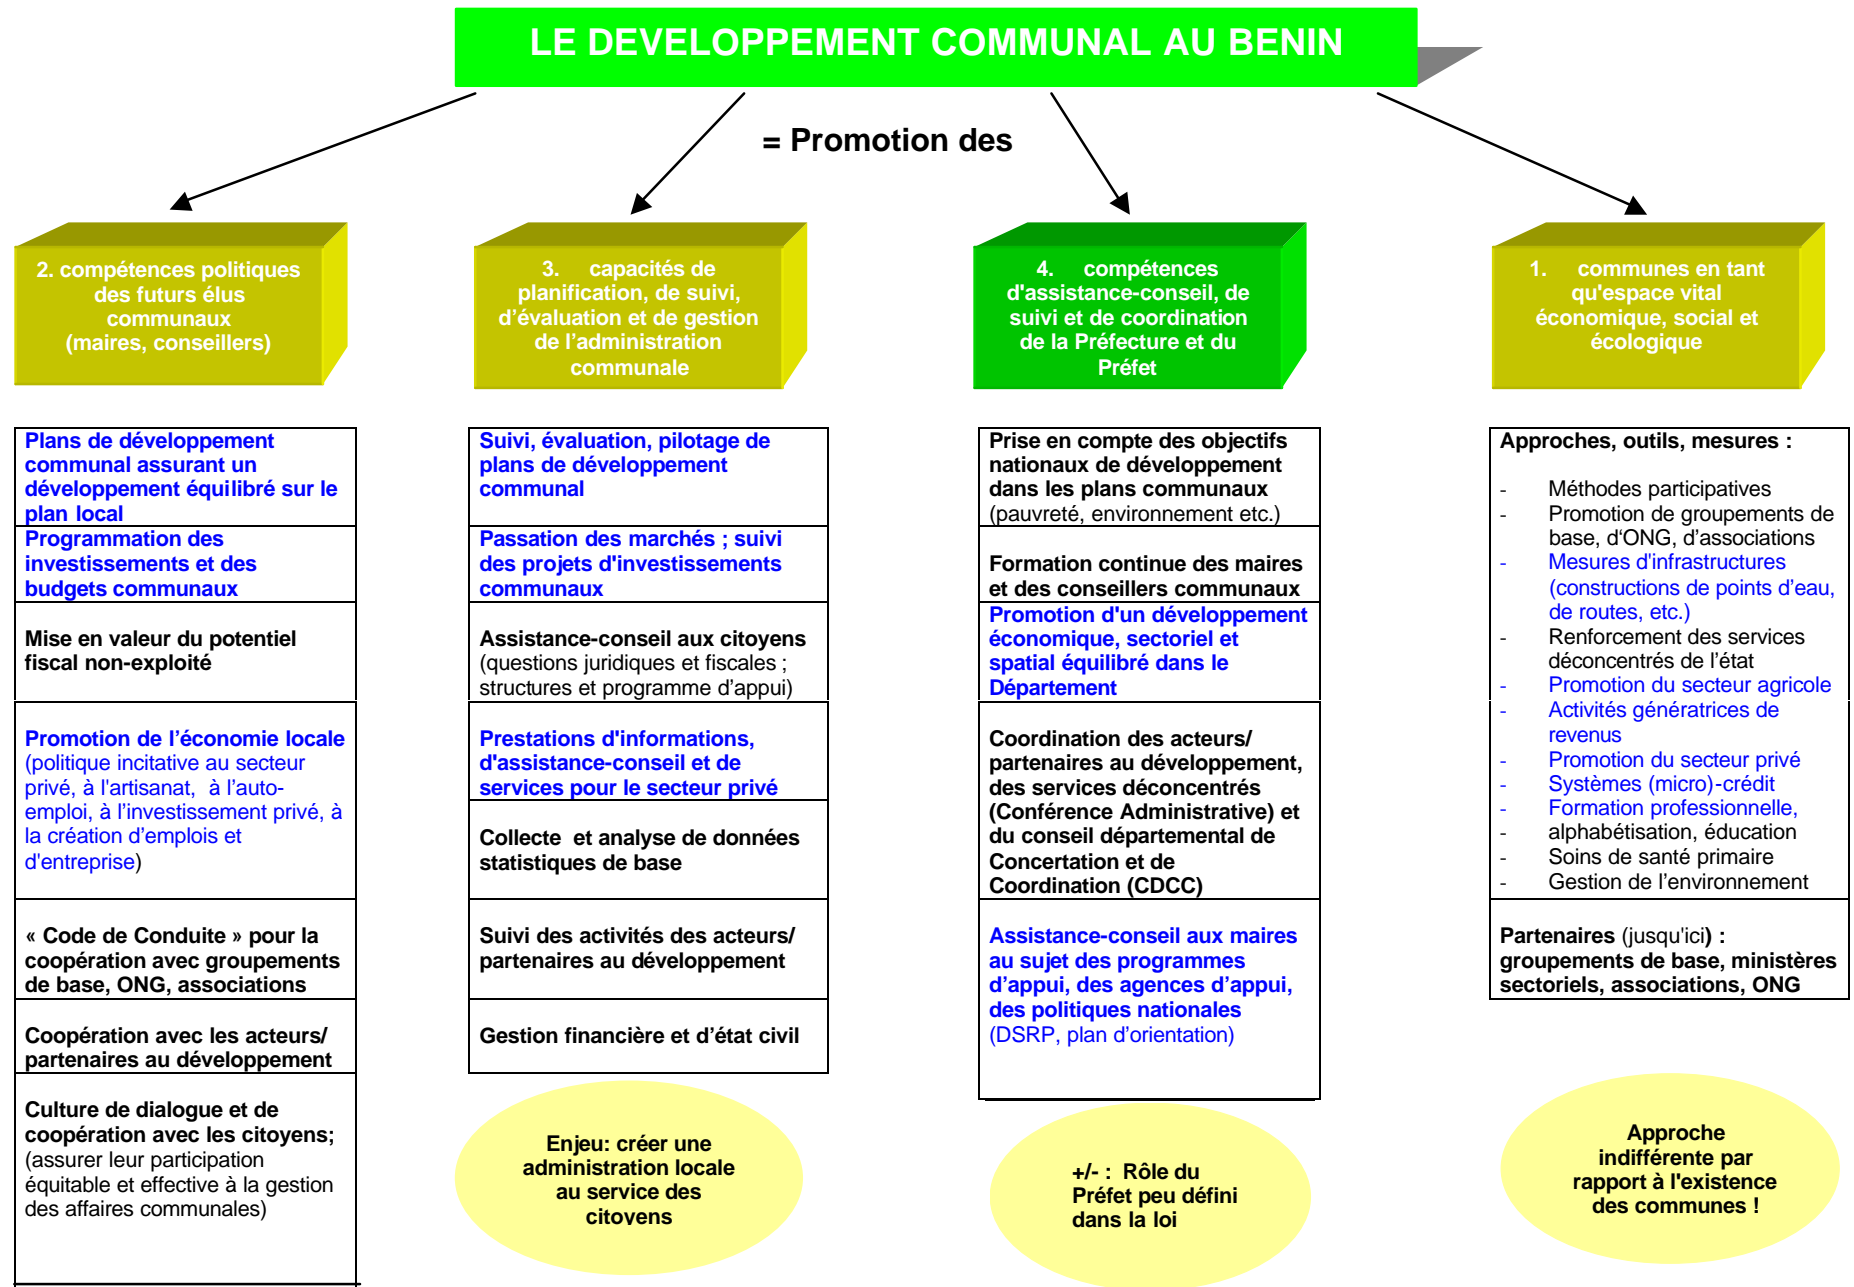 LE DEVELOPPEMENT COMMUNAL AU BENIN
= Promotion des
2. compétences politiques
des futurs élus
communaux
(maires, conseillers)
Plans de développement
communal assurant un
développement équilibré sur le
plan local
Programmation des
investissements et des
budgets communaux
Mise en valeur du potentiel
fiscal non-exploité
Promotion de l’économie locale
(politique incitative au secteur
privé, à l'artisanat, à l’auto-
emploi, à l’investissement privé, à
la création d’emplois et
d'entreprise)
« Code de Conduite » pour la
coopération avec groupements
de base, ONG, associations
Coopération avec les acteurs/
partenaires au développement
Culture de dialogue et de
coopération avec les citoyens;
(assurer leur participation
équitable et effective à la gestion
des affaires communales)
3. capacités de
planification, de suivi,
d’évaluation et de gestion
de l’administration
communale
Suivi, évaluation, pilotage de
plans de développement
communal
Passation des marchés ; suivi
des projets d'investissements
communaux
Assistance-conseil aux citoyens
(questions juridiques et fiscales ;
structures et programme d’appui)
Prestations d'informations,
d'assistance-conseil et de
services pour le secteur privé
Collecte et analyse de données
statistiques de base
Suivi des activités des acteurs/
partenaires au développement
Gestion financière et d’état civil
Enjeu: créer une
administration locale
au service des
citoyens
4. compétences
d'assistance-conseil, de
suivi et de coordination
de la Préfecture et du
Préfet
Prise en compte des objectifs
nationaux de développement
dans les plans communaux
(pauvreté, environnement etc.)
Formation continue des maires
et des conseillers communaux
Promotion d'un développement
économique, sectoriel et
spatial équilibré dans le
Département
Coordination des acteurs/
partenaires au développement,
des services déconcentrés
(Conférence Administrative) et
du conseil départemental de
Concertation et de
Coordination (CDCC)
Assistance-conseil aux maires
au sujet des programmes
d’appui, des agences d’appui,
des politiques nationales
(DSRP, plan d’orientation)
+/- : Rôle du
Préfet peu défini
dans la loi
1. communes en tant
qu'espace vital
économique, social et
écologique
Approches, outils, mesures :
- Méthodes participatives
- Promotion de groupements de
base, d‘ONG, d’associations
- Mesures d'infrastructures
(constructions de points d’eau,
de routes, etc.)
- Renforcement des services
déconcentrés de l’état
- Promotion du secteur agricole
- Activités génératrices de
revenus
- Promotion du secteur privé
- Systèmes (micro)-crédit
- Formation professionnelle,
- alphabétisation, éducation
- Soins de santé primaire
- Gestion de l’environnement
Partenaires (jusqu'ici) :
groupements de base, ministères
sectoriels, associations, ONG
Approche
indifférente par
rapport à l'existence
des communes !